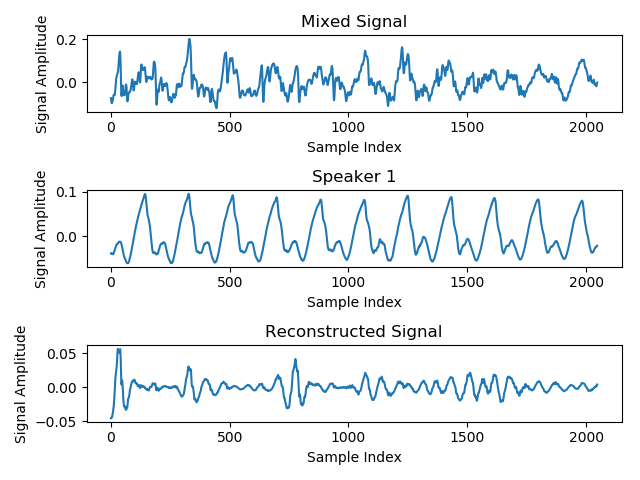 Mixed Signal
Signal Amplitude
0.2
0.0
0
500
1000
1500
2000
Sample Index
Speaker 1
Signal Amplitude
0.1
0.0
0
500
1000
1500
2000
Sample Index
Reconstructed Signal
Signal Amplitude
0.05
0.00
−0.05
0
500
1000
1500
2000
Sample Index